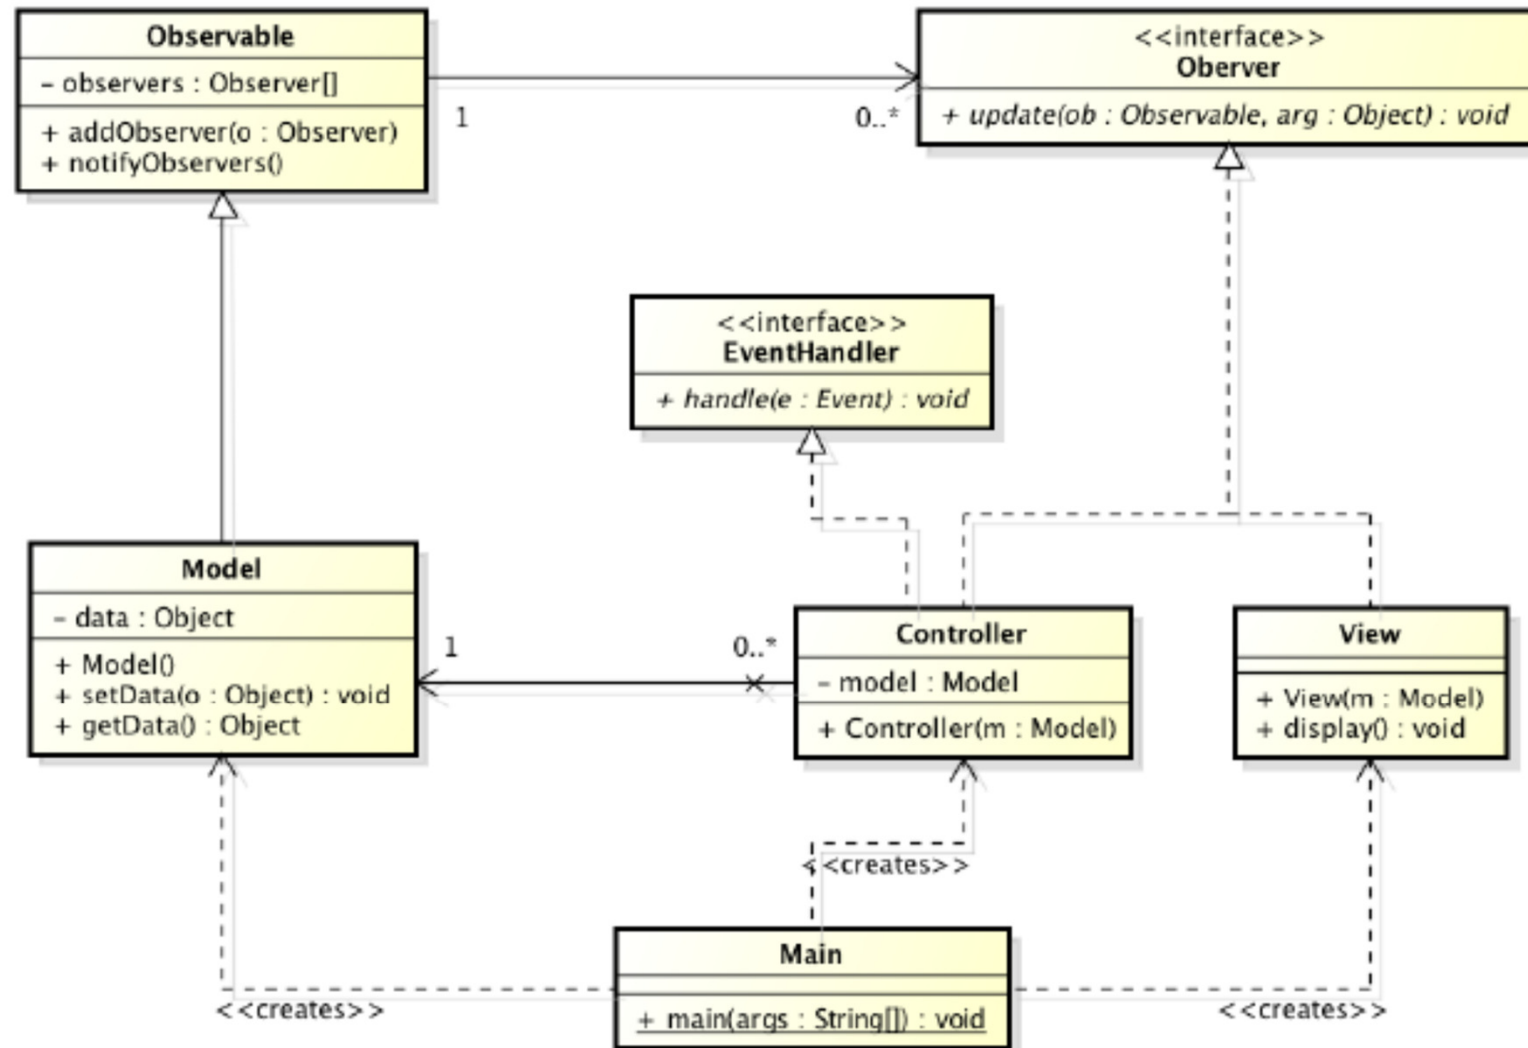 Observable
- observers : Observer[]
+ addObserver(o : Observer)
+ notifyObservers()
1
0..*
<<interface>>
Oberver
+ update(ob : Observable, arg : Object) : void
<<interface>>
EventHandler
+ handle(e : Event) : void
Model
- data : Object
+ Model()
+ setData(o : Object) : void
+ getData() : Object
1
0..*
Controller
- model : Model
+ Controller(m : Model)
View
+ View(m : Model)
+ display() : void
<<creates>>
Main
+ main(args : String[]) : void
<<creates>>
<<creates>>